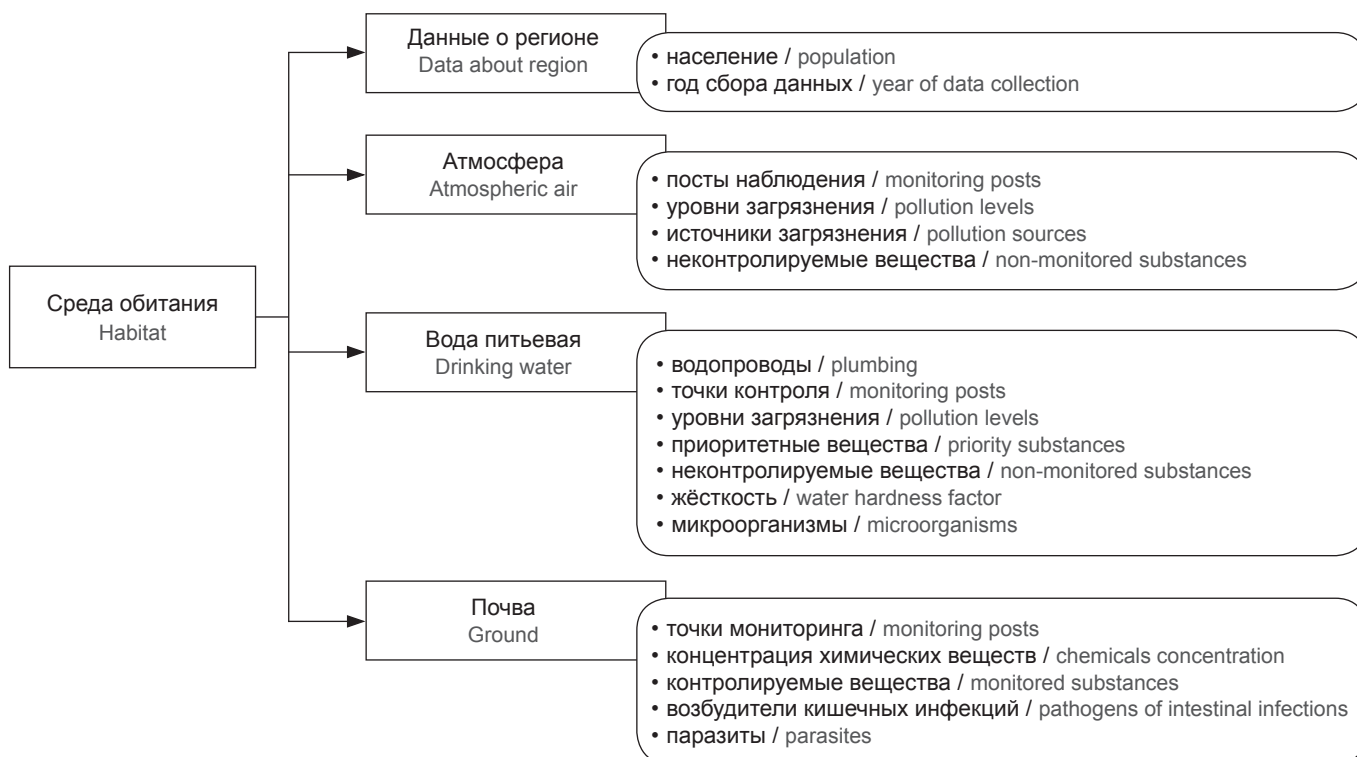 Данные о регионе
Data about region
• население / population
• год сбора данных / year of data collection
Атмосфера
Atmospheric air
• посты наблюдения / monitoring posts
• уровни загрязнения / pollution levels
• источники загрязнения / pollution sources
• неконтролируемые вещества / non-monitored substances
Среда обитания
Habitat
Вода питьевая
Drinking water
• водопроводы / plumbing
• точки контроля / monitoring posts
• уровни загрязнения / pollution levels
• приоритетные вещества / priority substances
• неконтролируемые вещества / non-monitored substances
• жёсткость / water hardness factor
• микроорганизмы / microorganisms
Почва
Ground
• точки мониторинга / monitoring posts
• концентрация химических веществ / chemicals concentration
• контролируемые вещества / monitored substances
• возбудители кишечных инфекций / pathogens of intestinal infections
• паразиты / parasites